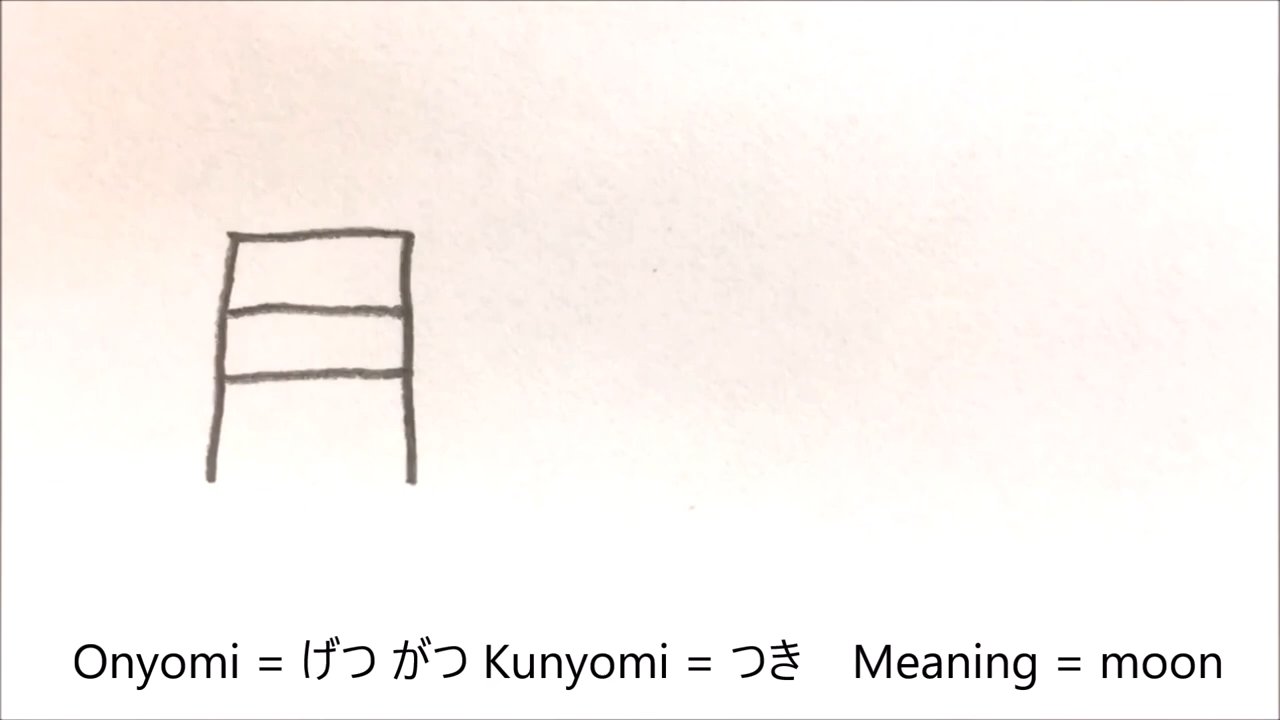 月
Onyomi = げつ がつ Kunyomi = つき　Meaning = moon